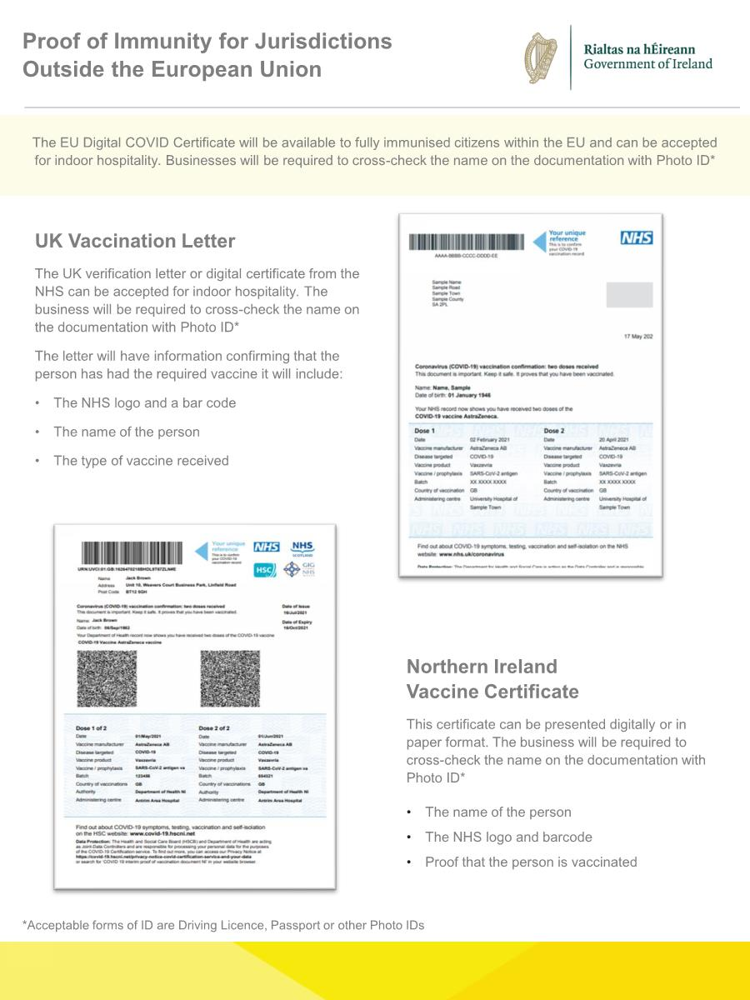 Proof of Immunity for Jurisdictions
Outside the European Union
Rialtas na hÉireann
Government of Ireland
The EU Digital COVID Certificate will be available to fully immunised citizens within the EU and can be accepted
for indoor hospitality. Businesses will be required to cross-check the name on the documentation with Photo ID*
UK Vaccination Letter
The UK verification letter or digital certificate from the
NHS can be accepted for indoor hospitality. The
business will be required to cross-check the name on
the documentation with Photo ID*
The letter will have information confirming that the
person has had the required vaccine it will include:
• The NHS logo and a bar code
• The name of the person
• The type of vaccine received
Your unique
reference
This is to confirm
your COVID-19
vaccination record
NHS
AAAA-BBBB-CCCC-DDDD-EE
Sample Name
Sample Road
Sample Town
Sample County
SA 2PL
17 May 202
Coronavirus (COVID-19) vaccination confirmation: two doses received
This document is important. Keep it safe. It proves that you have been vaccinated.
Name: Name, Sample
Date of birth: 01 January 1946
Your NHS record now shows you have received two doses of the
COVID-19 vaccine AstraZeneca.
Dose 1 Dose 2
Date 02 February 2021 Date 20 April 2021
Vaccine manufacturer AstraZeneca AB Vaccine manufacturer AstraZeneca AB
Disease targeted COVID-19 Disease targeted COVID-19
Vaccine product Vaxzevria Vaccine product Vaxzevria
Vaccine / prophylaxis SARS-CoV-2 antigen Vaccine / prophylaxis SARS-CoV-2 antigen
Batch XX XXXX XXXX Batch XX XXXX XXXX
Country of vaccination GB Country of vaccination GB
Administering centre University Hospital of Administering centre University Hospital of
Sample Town Sample Town
Find out about COVID-19 symptoms, testing, vaccination and self-isolation on the NHS
website: www.nhs.uk/coronavirus
Data Protection: The Department for Health and Social Care is acting as the Data Controller and is responsible
Your unique
reference
This is to confirm
your COVID-19
vaccination record
NHS
NHS
SCOTLAND
HSC
GIG
NHS
Name Jack Brown
Address Unit 10, Weavers Court Business Park, Linfield Road
Post Code BT12 5GH
Coronavirus (COVID-19) vaccination confirmation: two doses received
This document is important. Keep it safe. It proves that you have been vaccinated.
Date of Issue
16/Jul/2021
Name: Jack Brown
Date of birth 06/Sep/1982
Date of Expiry
16/Oct/2021
Your Department of Health record now shows you have received two doses of the COVID-19 vaccine
COVID-19 Vaccine AstraZeneca vaccine
Dose 1 of 2 Dose 2 of 2
Date 01/May/2021 Date 01/Jun/2021
Vaccine manufacturer AstraZeneca AB Vaccine manufacturer AstraZeneca AB
Disease targeted COVID-19 Disease targeted COVID-19
Vaccine product Vaxzevria Vaccine product Vaxzevria
Vaccine / prophylaxis SARS-CoV-2 antigen va Vaccine / prophylaxis SARS-CoV-2 antigen va
Batch 123456 Batch 654321
Country of vaccinations GB Country of vaccinations GB
Authority Department of Health NI Authority Department of Health NI
Administering centre Antrim Area Hospital Administering centre Antrim Area Hospital
Find out about COVID-19 symptoms, testing, vaccination and self-isolation
on the HSC website: www.covid-19.hscni.net
Data Protection: The Health and Social Care Board (HSCB) and Department of Health are acting
as Joint-Data Controllers and are responsible for processing your personal data for the purposes
of the COVID-19 Certification service. To find out more, you can access our Privacy Notice at
https://covid-19.hscni.net/privacy-notice-covid-certification-service-and-your-data
or search for 'COVID 19 interim proof of vaccination document NI' in your website browser
Northern Ireland
Vaccine Certificate
This certificate can be presented digitally or in
paper format. The business will be required to
cross-check the name on the documentation with
Photo ID*
• The name of the person
• The NHS logo and barcode
• Proof that the person is vaccinated
*Acceptable forms of ID are Driving Licence, Passport or other Photo IDs